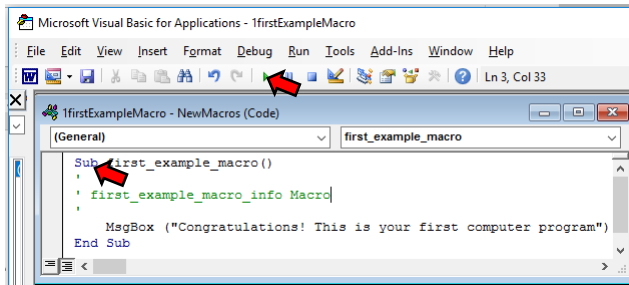 Microsoft Visual Basic for Applications - 1firstExampleMacro
File Edit View Insert Format Debug Run Tools Add-Ins Window Help
Ln 3, Col 33
1firstExampleMacro - NewMacros (Code)
(General) first_example_macro
Sub first_example_macro()
'
' first_example_macro_info Macro
'
MsgBox ("Congratulations! This is your first computer program")
End Sub